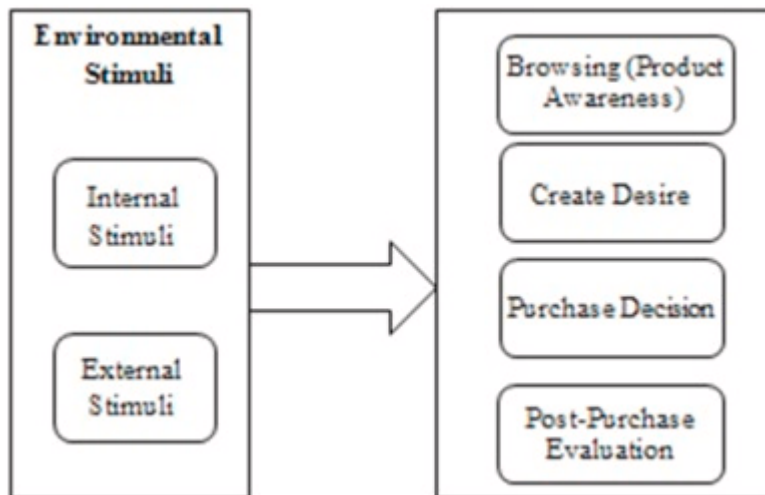 Environmental
Stimuli
Internal
Stimuli
External
Stimuli
Browsing (Product
Awareness)
Create Desire
Purchase Decision
Post-Purchase
Evaluation